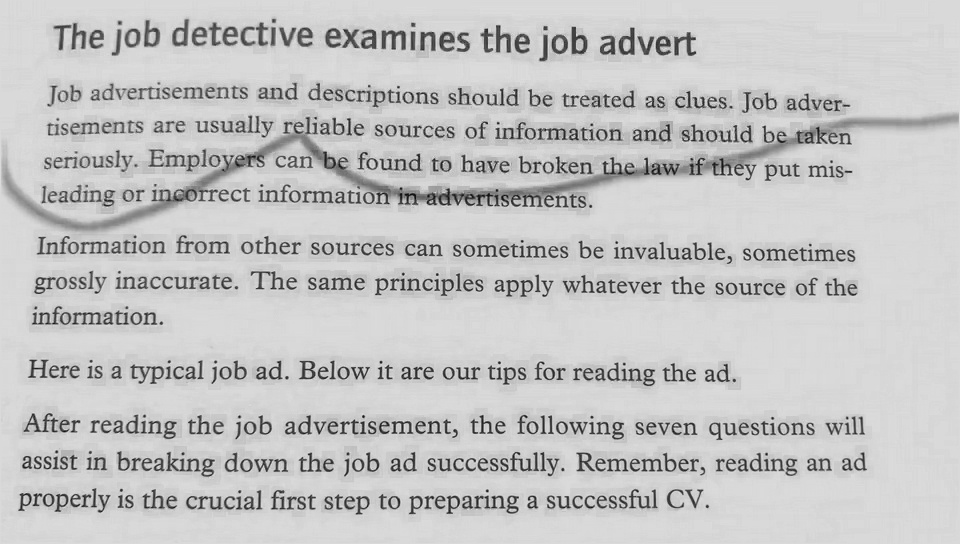 The job detective examines the job advert
Job advertisements and descriptions should be treated as clues. Job adver-
tisements are usually reliable sources of information and should be taken
seriously. Employers can be found to have broken the law if they put mis-
leading or incorrect information in advertisements.
Information from other sources can sometimes be invaluable, sometimes
grossly inaccurate. The same principles apply whatever the source of the
information.
Here is a typical job ad. Below it are our tips for reading the ad.
After reading the job advertisement, the following seven questions will
assist in breaking down the job ad successfully. Remember, reading an ad
properly is the crucial first step to preparing a successful CV.